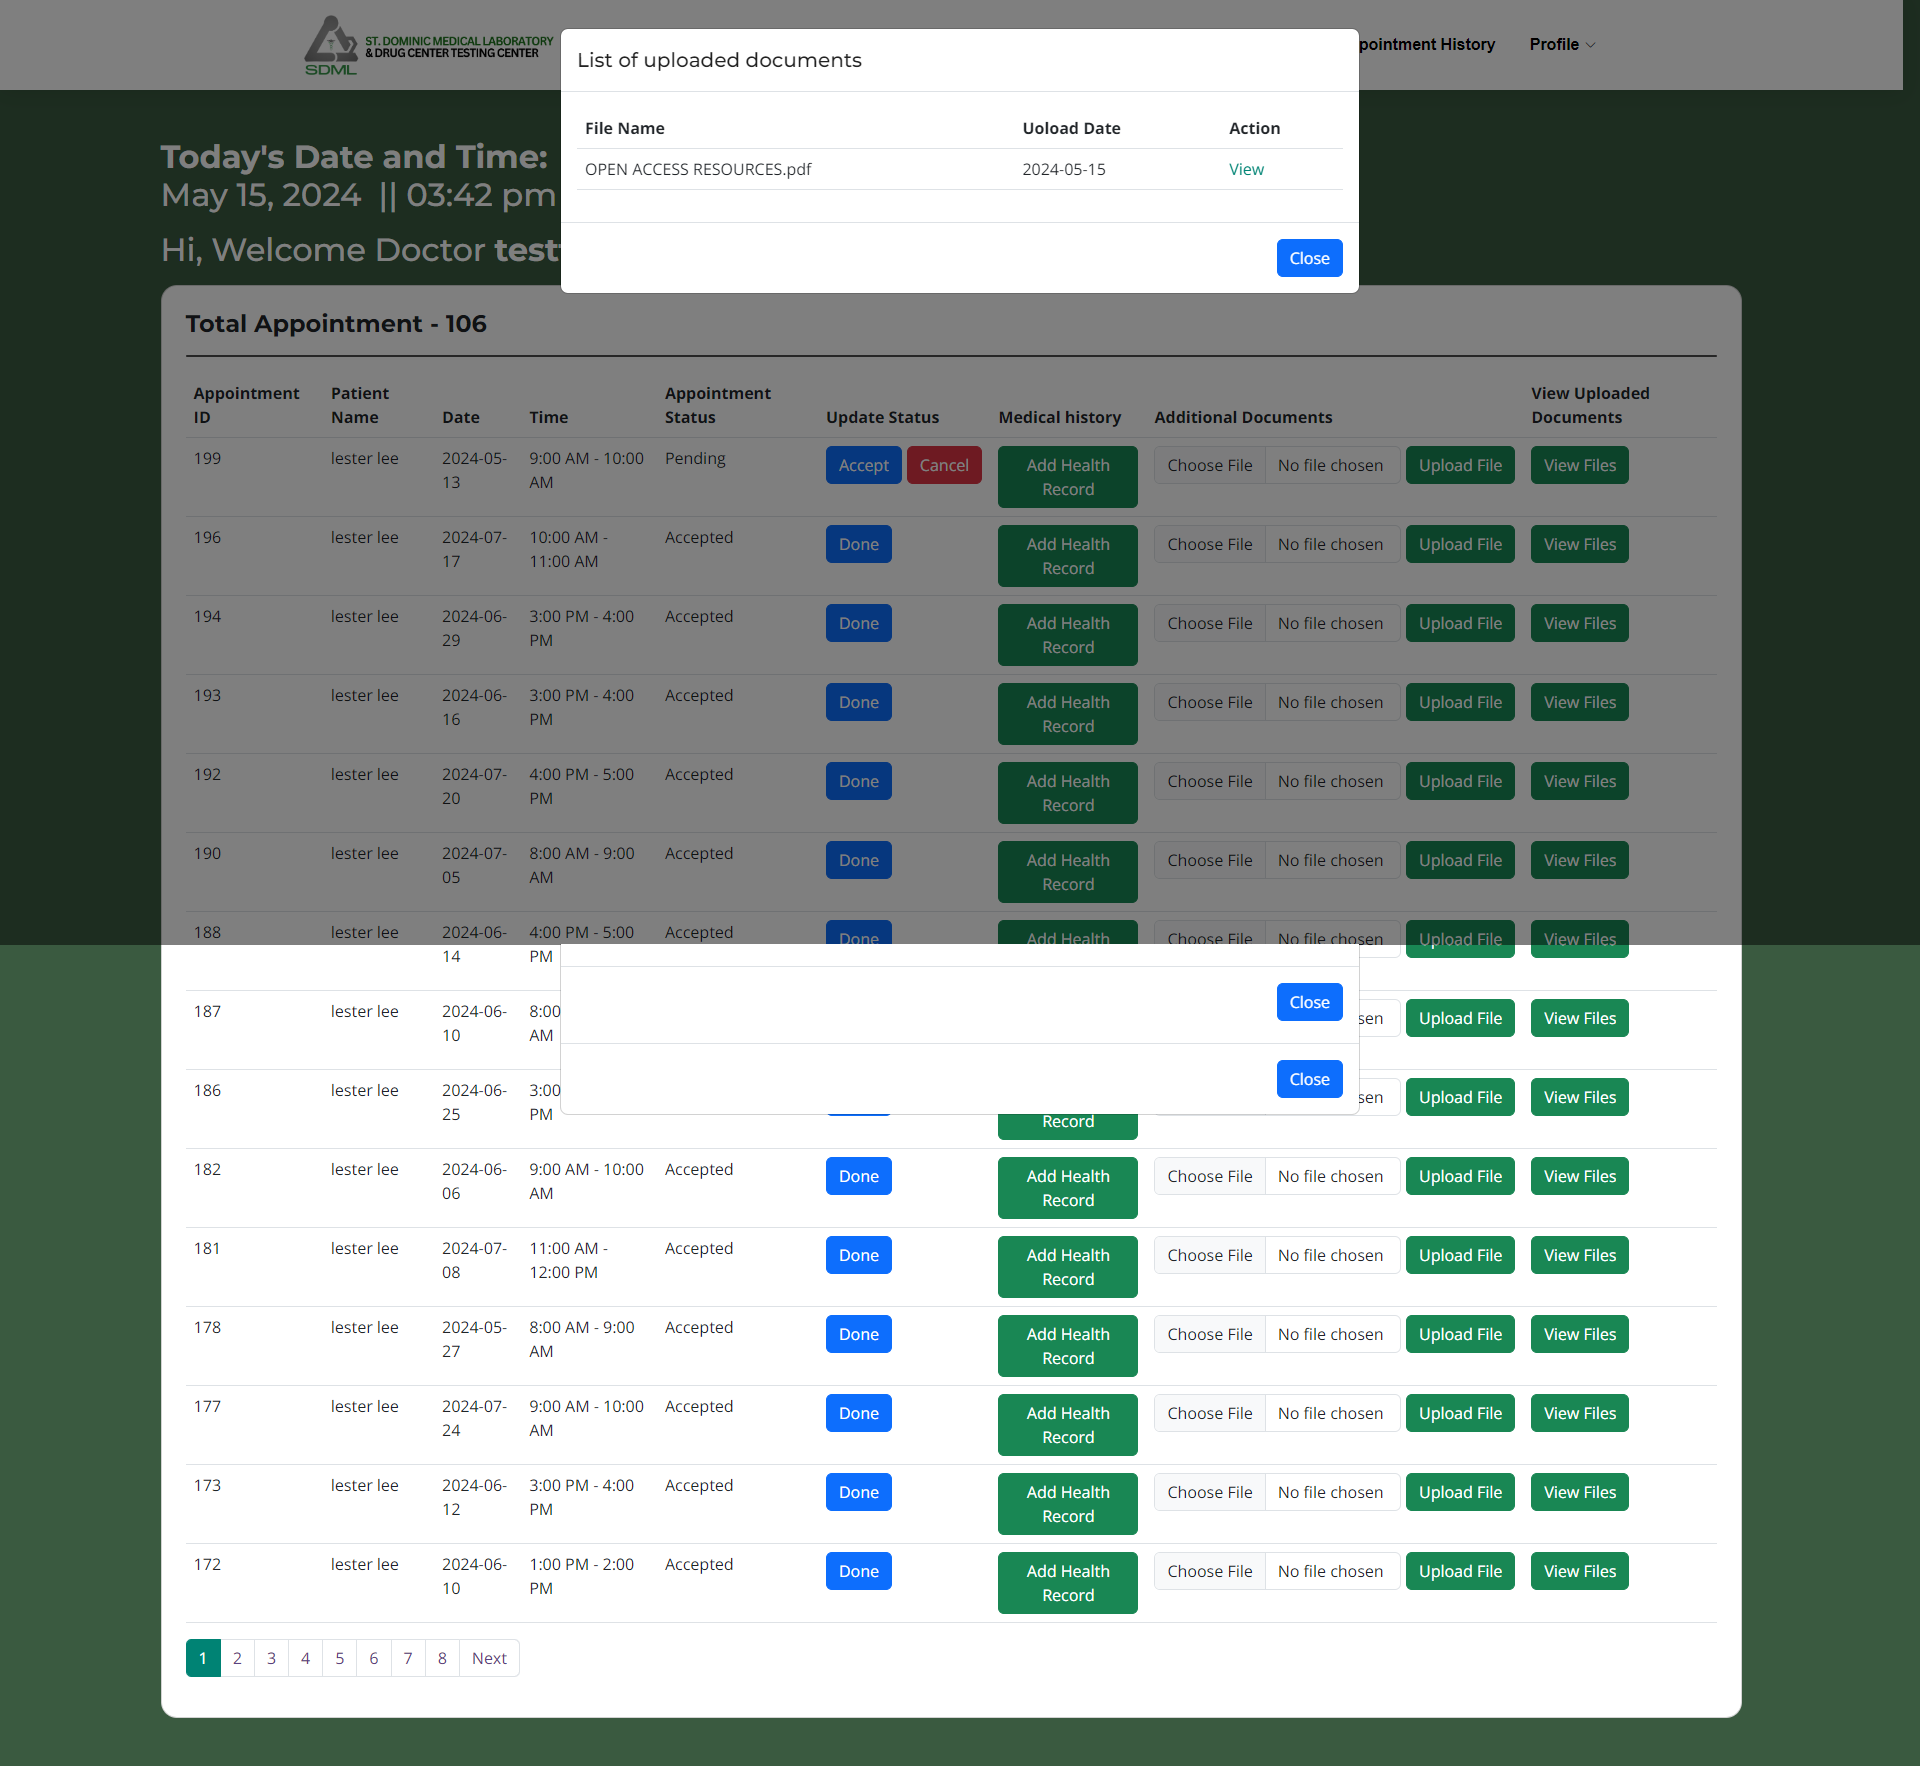 ST. DOMINIC MEDICAL LABORATORY
& DRUG CENTER TESTING CENTER
SDML
pointment History
Profile
List of uploaded documents
File Name Uoload Date Action
OPEN ACCESS RESOURCES.pdf 2024-05-15 View
Close
Today's Date and Time:
May 15, 2024 || 03:42 pm
Hi, Welcome Doctor test
Total Appointment - 106
Appointment ID Patient Name Date Time Appointment Status Update Status Medical history Additional Documents View Uploaded Documents
199 lester lee 2024-05-13 9:00 AM - 10:00 AM Pending Accept Cancel Add Health Record Choose File No file chosen Upload File View Files
196 lester lee 2024-07-17 10:00 AM - 11:00 AM Accepted Done Add Health Record Choose File No file chosen Upload File View Files
194 lester lee 2024-06-29 3:00 PM - 4:00 PM Accepted Done Add Health Record Choose File No file chosen Upload File View Files
193 lester lee 2024-06-16 3:00 PM - 4:00 PM Accepted Done Add Health Record Choose File No file chosen Upload File View Files
192 lester lee 2024-07-20 4:00 PM - 5:00 PM Accepted Done Add Health Record Choose File No file chosen Upload File View Files
190 lester lee 2024-07-05 8:00 AM - 9:00 AM Accepted Done Add Health Record Choose File No file chosen Upload File View Files
188 lester lee 2024-06-14 4:00 PM - 5:00 PM Accepted Done Add Health Choose File No file chosen Upload File View Files
187 lester lee 2024-06-10 8:00 AM Close sen Upload File View Files
186 lester lee 2024-06-25 3:00 PM Close Record sen Upload File View Files
182 lester lee 2024-06-06 9:00 AM - 10:00 AM Accepted Done Add Health Record Choose File No file chosen Upload File View Files
181 lester lee 2024-07-08 11:00 AM - 12:00 PM Accepted Done Add Health Record Choose File No file chosen Upload File View Files
178 lester lee 2024-05-27 8:00 AM - 9:00 AM Accepted Done Add Health Record Choose File No file chosen Upload File View Files
177 lester lee 2024-07-24 9:00 AM - 10:00 AM Accepted Done Add Health Record Choose File No file chosen Upload File View Files
173 lester lee 2024-06-12 3:00 PM - 4:00 PM Accepted Done Add Health Record Choose File No file chosen Upload File View Files
172 lester lee 2024-06-10 1:00 PM - 2:00 PM Accepted Done Add Health Record Choose File No file chosen Upload File View Files
1 2 3 4 5 6 7 8 Next